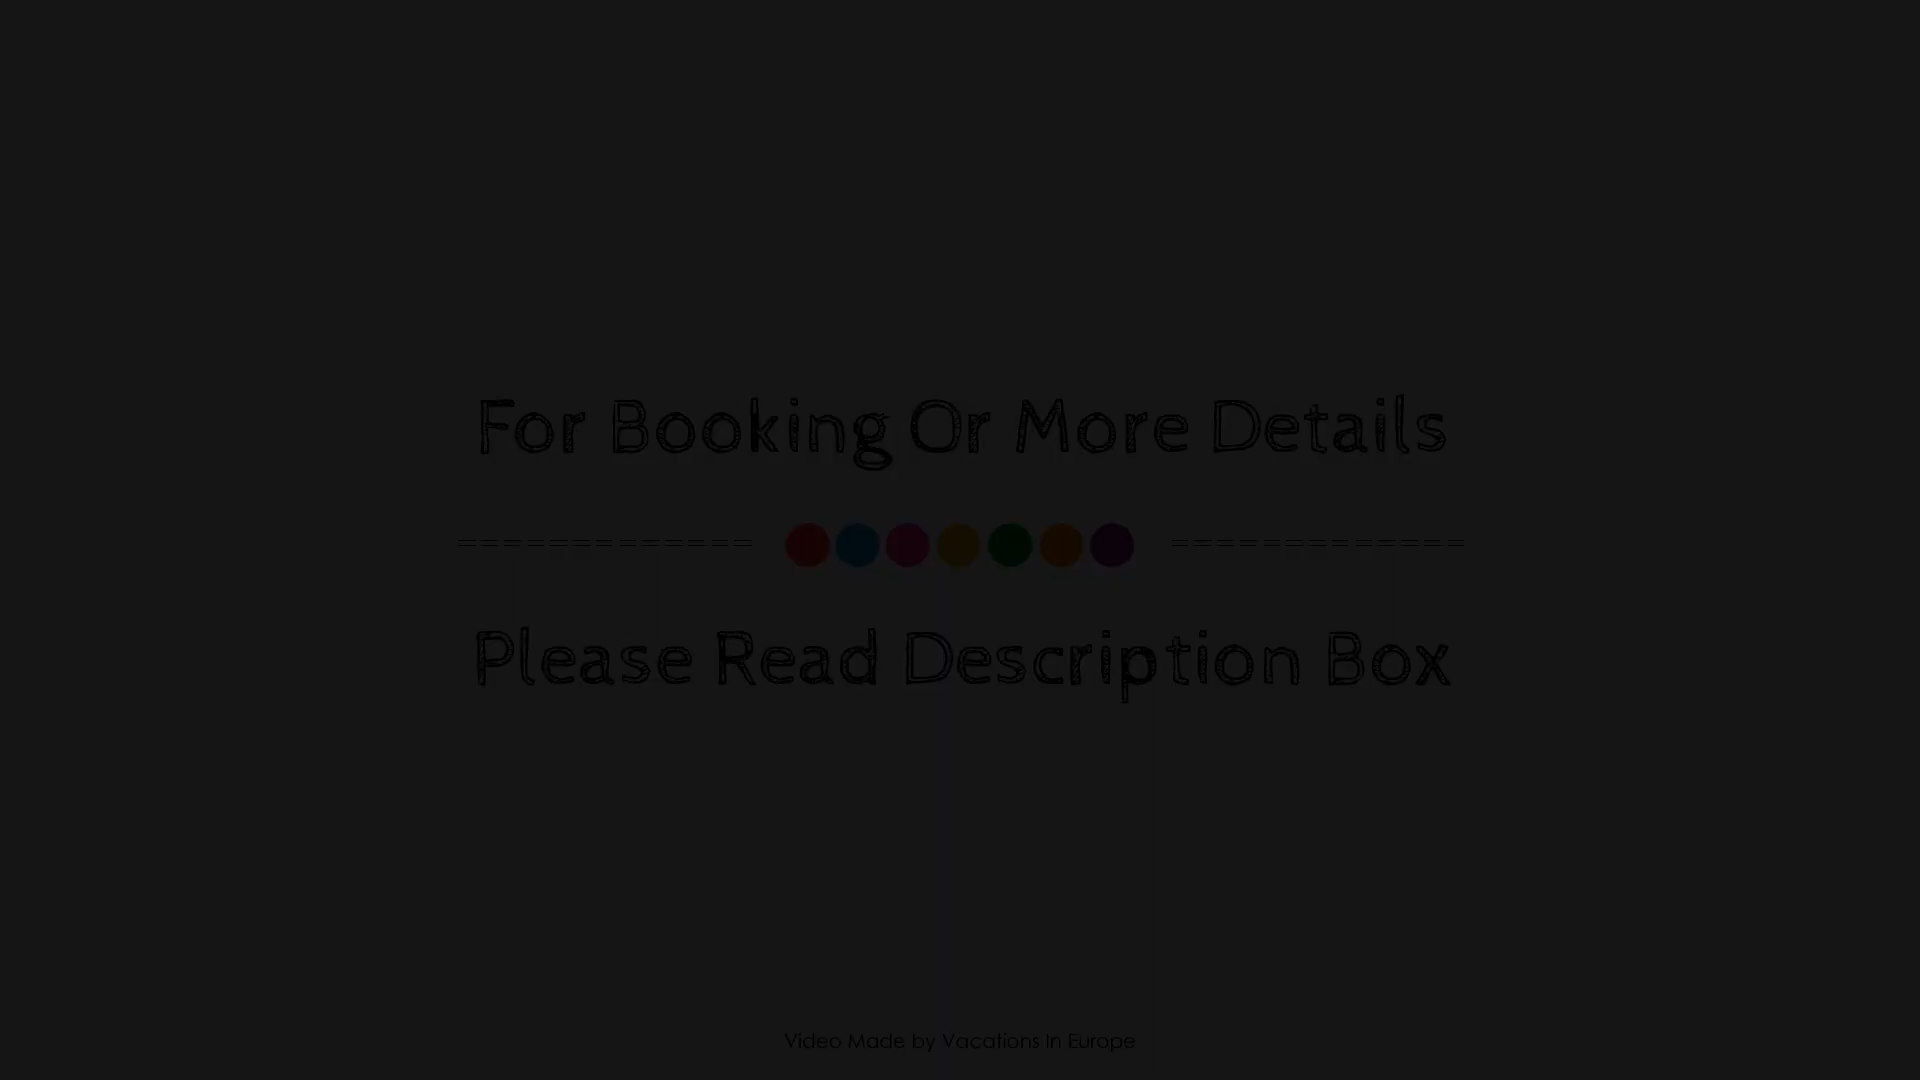 For Booking Or More Details
============= =============
Please Read Description Box
Video Made by Vacations In Europe